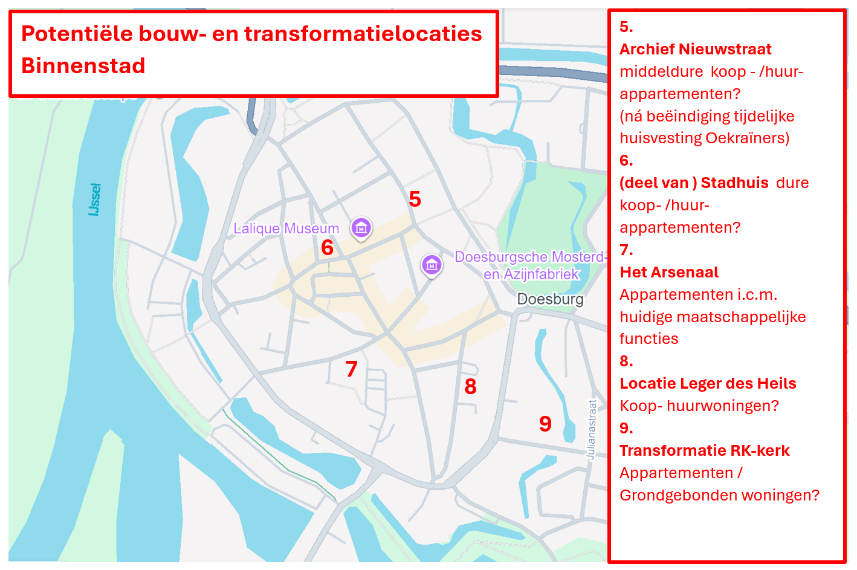 Potentiële bouw- en transformatielocaties
Binnenstad
5.
Archief Nieuwstraat
middeldure koop - /huur-
appartementen?
(ná beëindiging tijdelijke
huisvesting Oekraïners)
6.
(deel van ) Stadhuis dure
koop- /huur-
appartementen?
7.
Het Arsenaal
Appartementen i.c.m.
huidige maatschappelijke
functies
8.
Locatie Leger des Heils
Koop- huurwoningen?
9.
Transformatie RK-kerk
Appartementen /
Grondgebonden woningen?
IJssel
5
Lalique Museum
6
Doesburgsche Mosterd-
en Azijnfabriek
Doesburg
7
8
9
Julianastraat